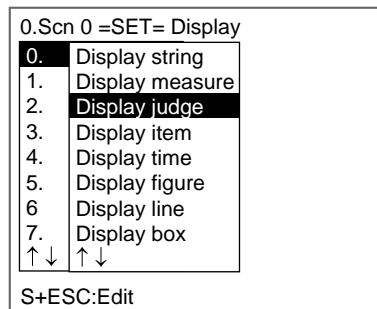 0.Scn 0 =SET= Display
0. Display string
1. Display measure
2. Display judge
3. Display item
4. Display time
5. Display figure
6 Display line
7. Display box
↑↓ ↑↓
S+ESC:Edit